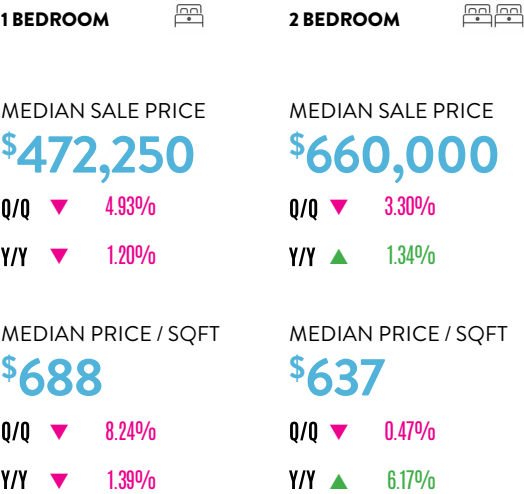 1 BEDROOM
MEDIAN SALE PRICE
$472,250
Q/Q ▼ 4.93%
Y/Y ▼ 1.20%
MEDIAN PRICE / SQFT
$688
Q/Q ▼ 8.24%
Y/Y ▼ 1.39%
2 BEDROOM
MEDIAN SALE PRICE
$660,000
Q/Q ▼ 3.30%
Y/Y ▲ 1.34%
MEDIAN PRICE / SQFT
$637
Q/Q ▼ 0.47%
Y/Y ▲ 6.17%